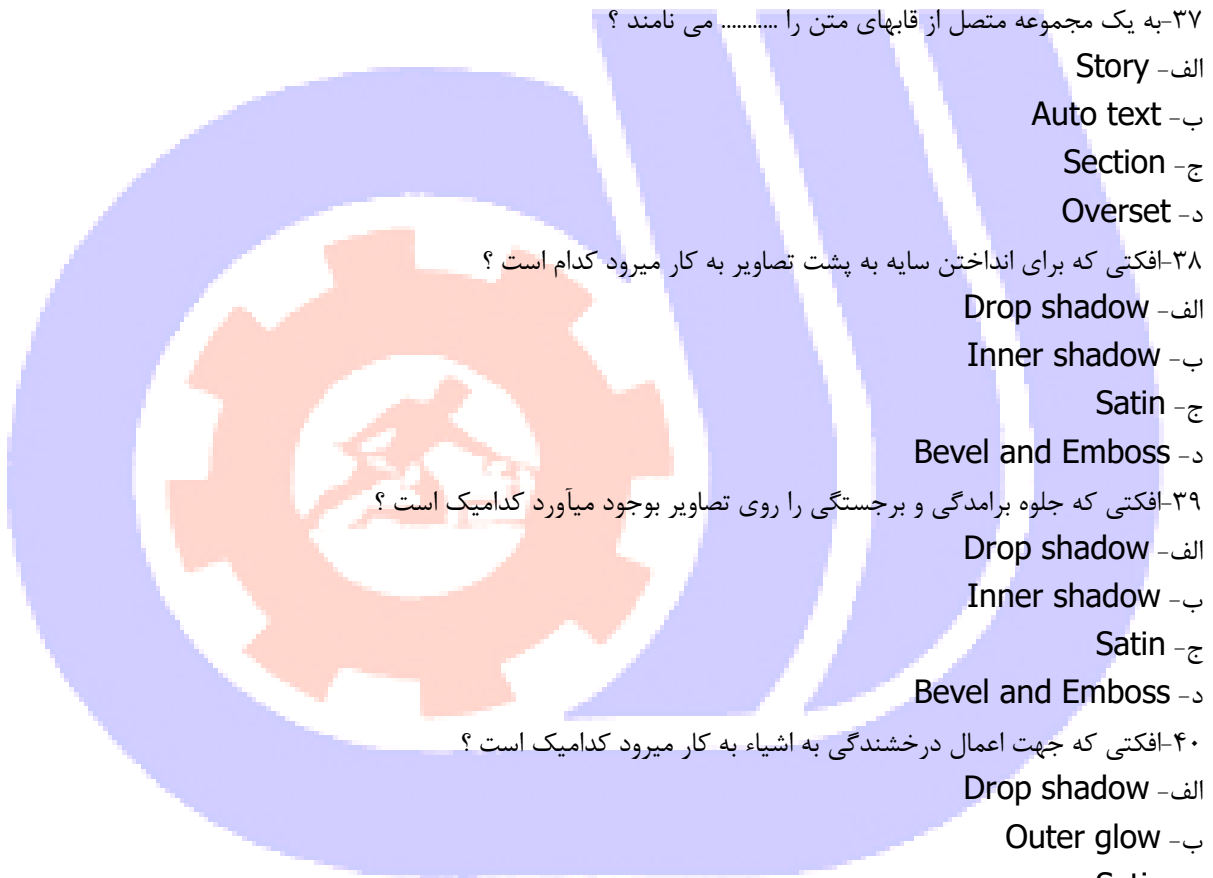 ۳۷-به یک مجموعه متصل از قابهای متن را ........... می نامند ؟
الف- Story
ب- Auto text
ج- Section
د- Overset
۳۸-افکتی که برای انداختن سایه به پشت تصاویر به کار میرود کدام است ؟
الف- Drop shadow
ب- Inner shadow
ج- Satin
د- Bevel and Emboss
۳۹-افکتی که جلوه برامدگی و برجستگی را روی تصاویر بوجود میآورد کدامیک است ؟
الف- Drop shadow
ب- Inner shadow
ج- Satin
د- Bevel and Emboss
۴۰-افکتی که جهت اعمال درخشندگی به اشیاء به کار میرود کدامیک است ؟
الف- Drop shadow
ب- Outer glow